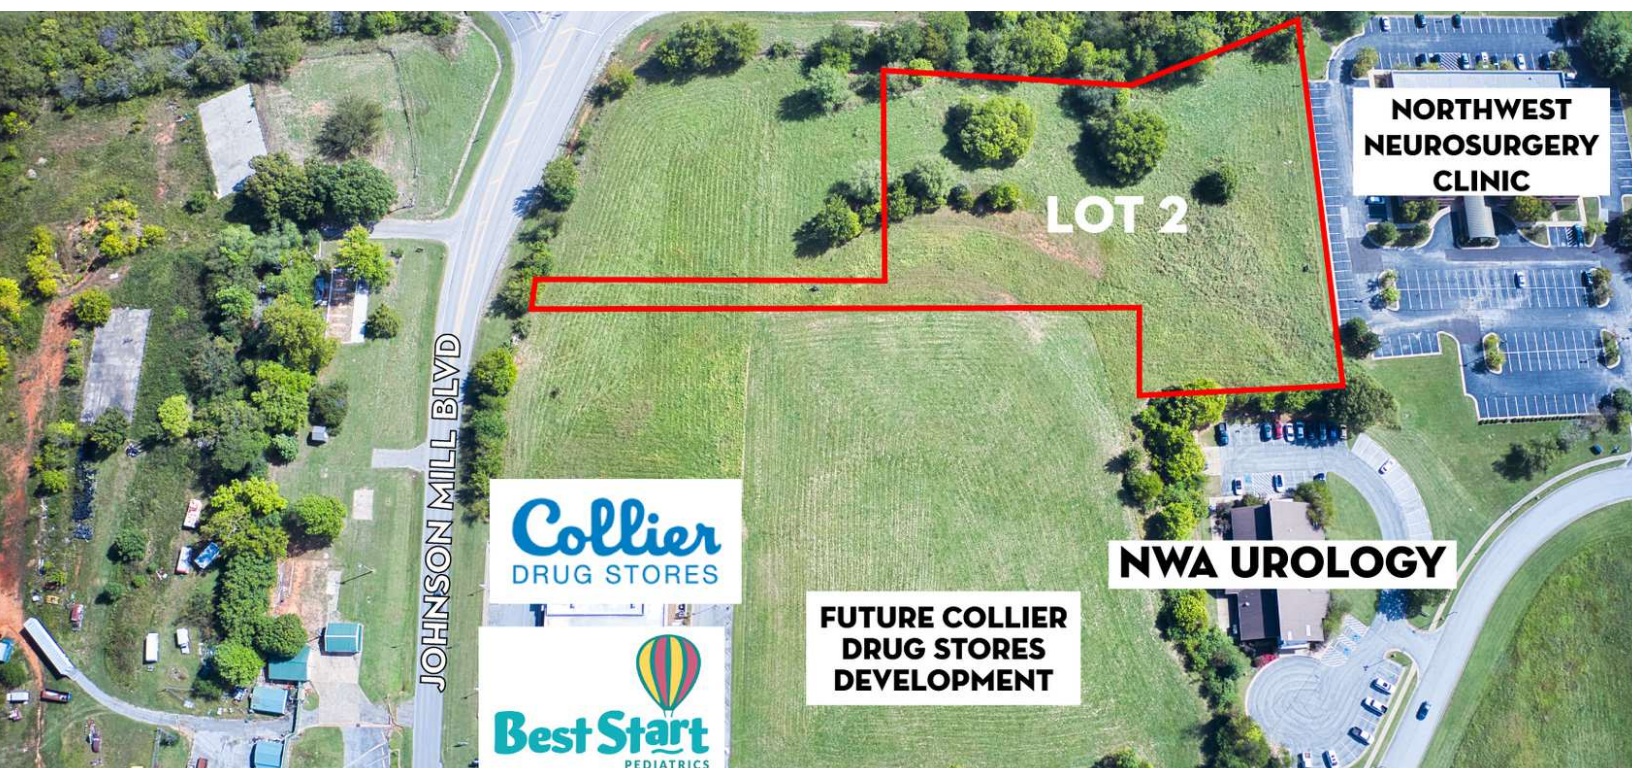 NORTHWEST
NEUROSURGERY
CLINIC
LOT 2
JOHNSON MILL BLVD
Collier
DRUG STORES
NWA UROLOGY
FUTURE COLLIER
DRUG STORES
DEVELOPMENT
Best Start
PEDIATRICS